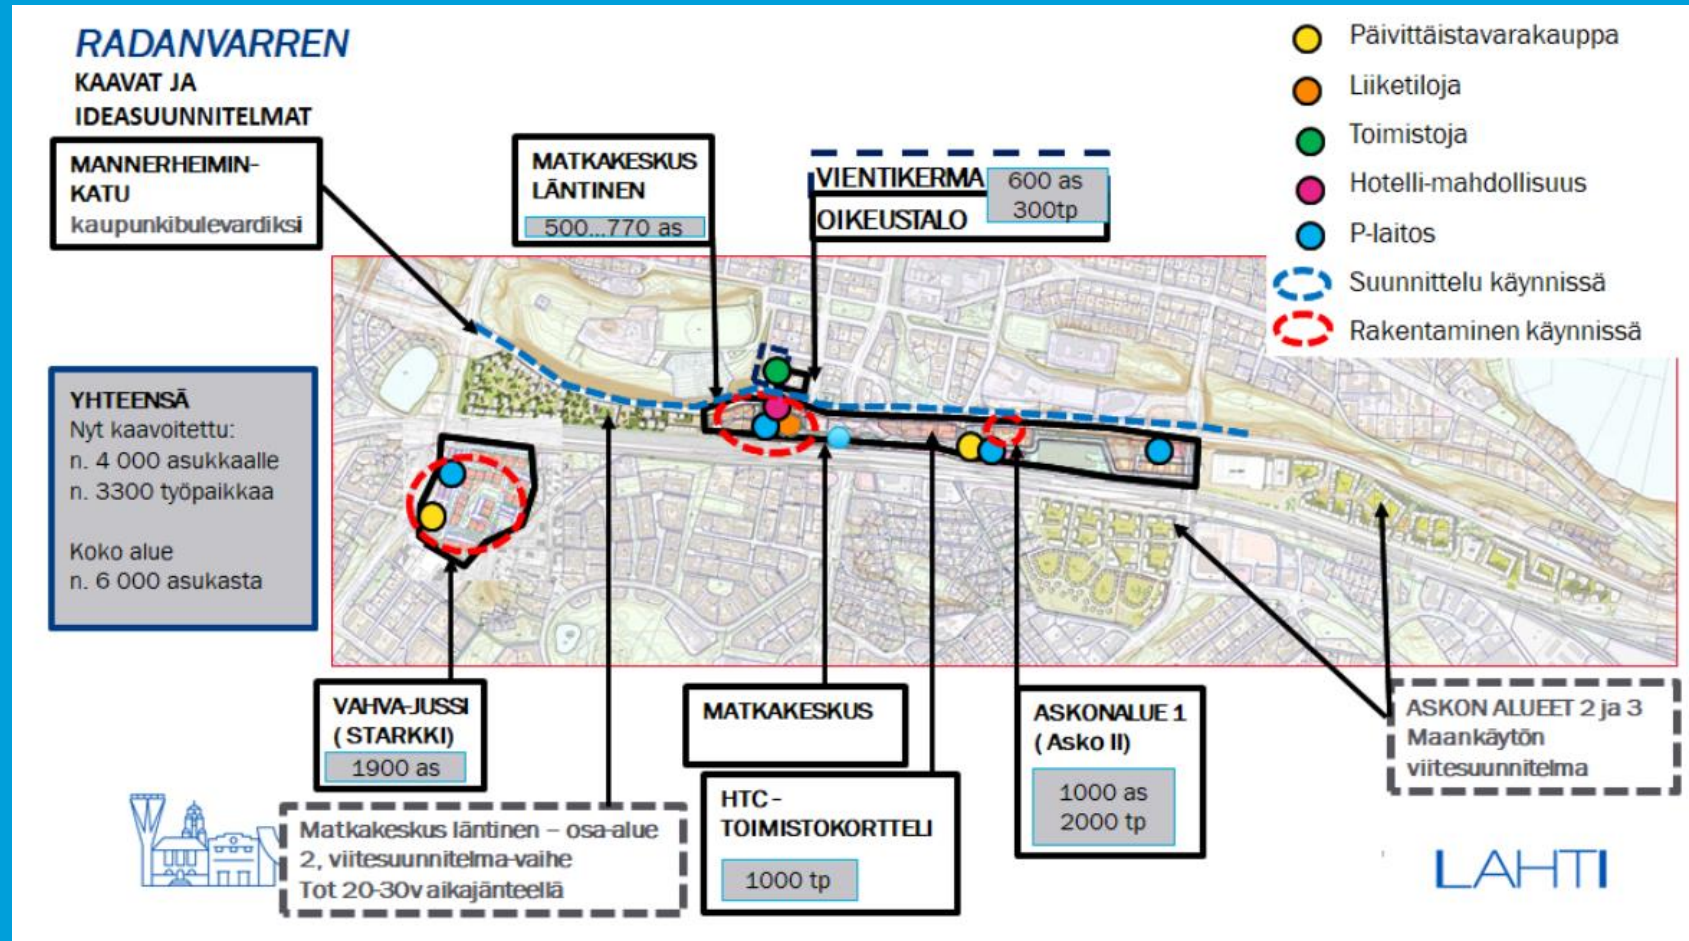 RADANVARREN
KAAVAT JA
IDEASUUNNITELMAT
MANNERHEIMIN-
KATU
kaupunkibulevardiksi
MATKAKESKUS
LÄNTINEN
500...770 as
VIENTIKERMA
OIKEUSTALO
600 as
300tp
Päivittäistavarakauppa
Liiketiloja
Toimistoja
Hotelli-mahdollisuus
P-laitos
Suunnittelu käynnissä
Rakentaminen käynnissä
YHTEENSÄ
Nyt kaavoitettu:
n. 4 000 asukkaalle
n. 3300 työpaikkaa
Koko alue
n. 6 000 asukasta
VAHVA-JUSSI
( STARKKI)
1900 as
Matkakeskus läntinen – osa-alue
2, viitesuunnitelma-vaihe
Tot 20-30v aikajänteellä
MATKAKESKUS
HTC -
TOIMISTOKORTTELI
1000 tp
ASKONALUE 1
( Asko II)
1000 as
2000 tp
ASKON ALUEET 2 ja 3
Maankäytön
viitesuunnitelma
LAHTI